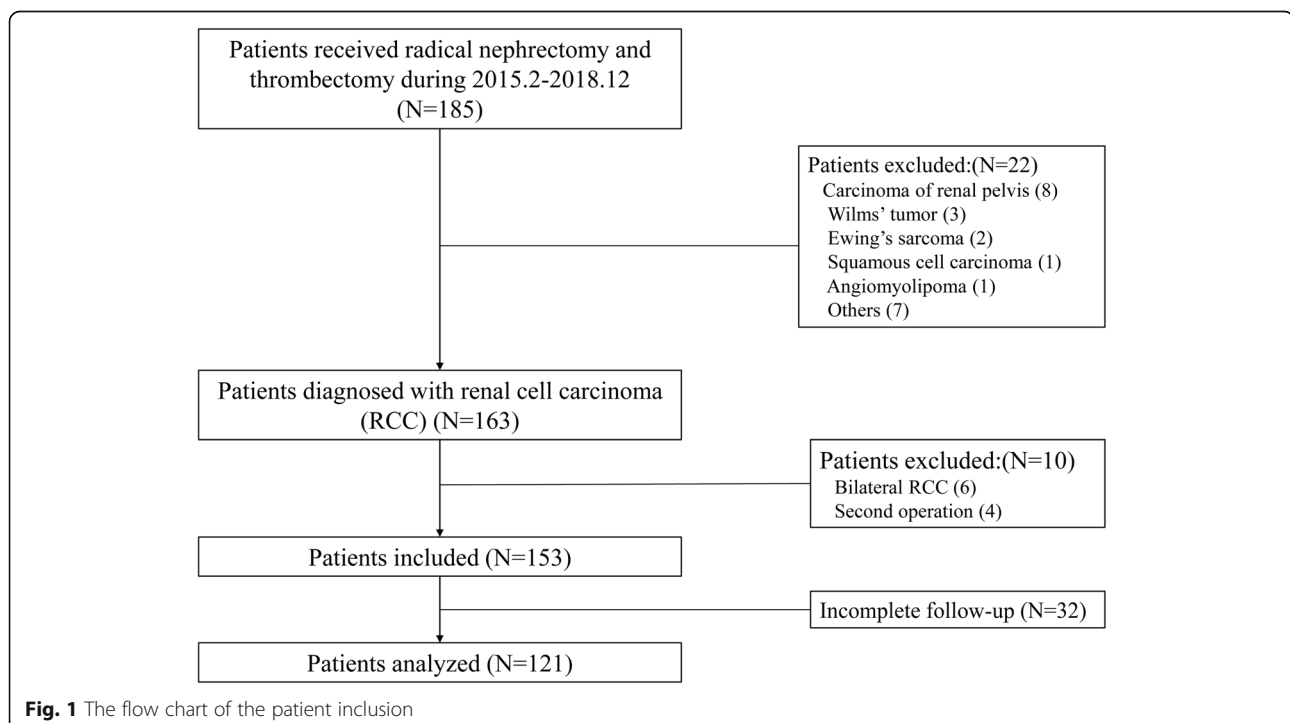 Patients received radical nephrectomy and
thrombectomy during 2015.2-2018.12
(N=185)
Patients excluded:(N=22)
Carcinoma of renal pelvis (8)
Wilms' tumor (3)
Ewing's sarcoma (2)
Squamous cell carcinoma (1)
Angiomyolipoma (1)
Others (7)
Patients diagnosed with renal cell carcinoma
(RCC) (N=163)
Patients excluded:(N=10)
Bilateral RCC (6)
Second operation (4)
Patients included (N=153)
Incomplete follow-up (N=32)
Patients analyzed (N=121)
Fig. 1 The flow chart of the patient inclusion